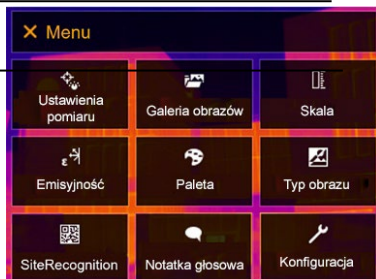 Menu
Ustawienia
pomiaru
Galeria obrazów
Skala
ε
Emisyjność
Paleta
Typ obrazu
SiteRecognition
Notatka głosowa
Konfiguracja